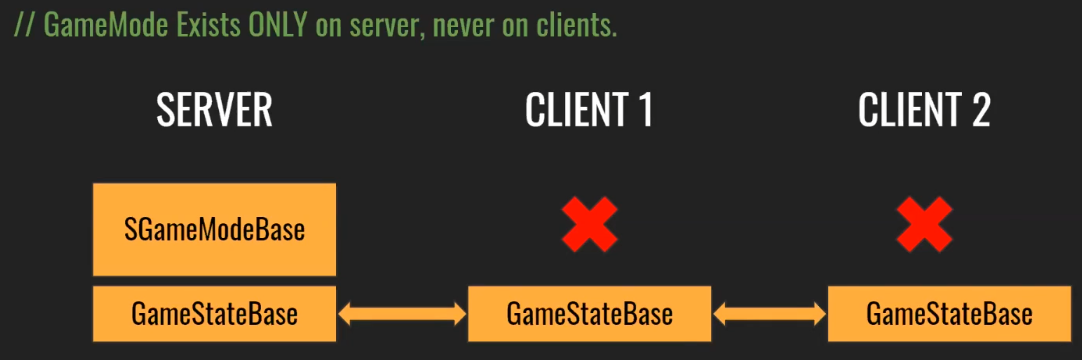 // GameMode Exists ONLY on server, never on clients.
SERVER
CLIENT 1
CLIENT 2
SGameModeBase
GameStateBase
GameStateBase
GameStateBase